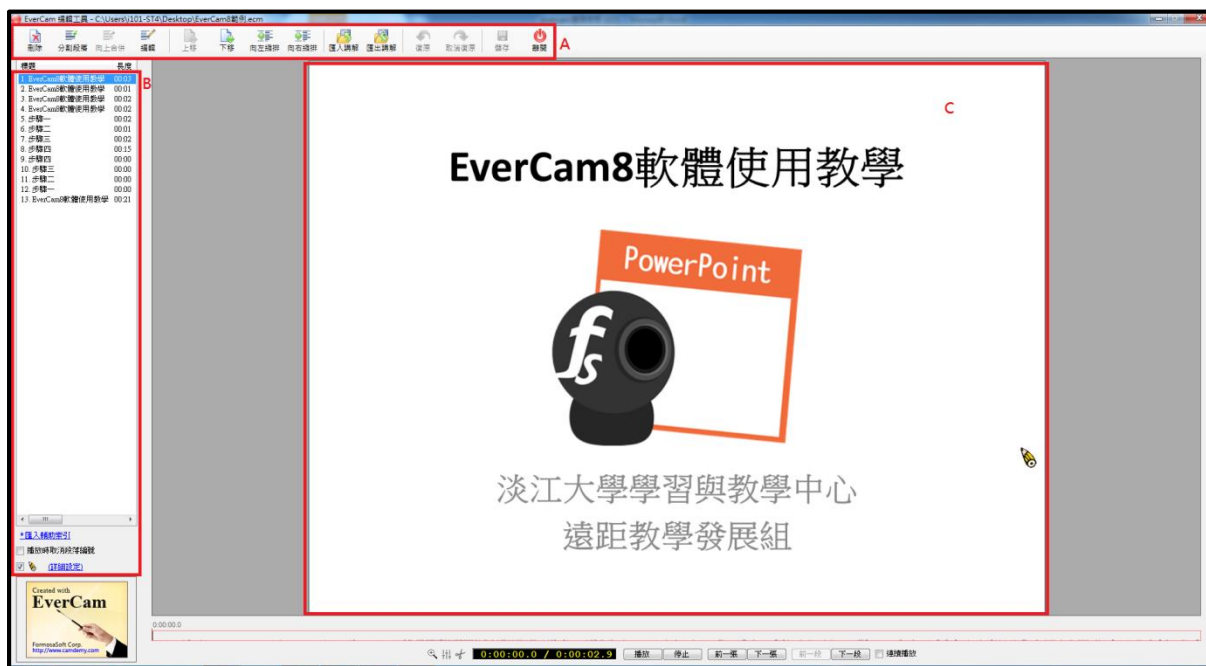 EverCam 編輯工具 - C:\Users\i101-ST4\Desktop\EverCam8範例.ecm
刪除 分割段落 向上合併 編輯 上移 下移 向左縮排 向右縮排 匯入講解 匯出講解 復原 取消復原 儲存 離開
A
標題 長度
1. EverCam8軟體使用教學 00:03
2. EverCam8軟體使用教學 00:01
3. EverCam8軟體使用教學 00:02
4. EverCam8軟體使用教學 00:02
5. 步驟一 00:02
6. 步驟二 00:01
7. 步驟三 00:02
8. 步驟四 00:15
9. 步驟四 00:00
10. 步驟三 00:00
11. 步驟二 00:00
12. 步驟一 00:00
13. EverCam8軟體使用教學 00:21
B
C
EverCam8軟體使用教學
PowerPoint
fs
淡江大學學習與教學中心
遠距教學發展組
*匯入輔助索引
播放時取消段落編號
(詳細設定)
Created with
EverCam
FormosaSoft Corp.
http://www.camdemy.com
0:00:00.0
0:00:00.0 / 0:00:02.9 播放 停止 前一張 下一張 前一段 下一段 連續播放